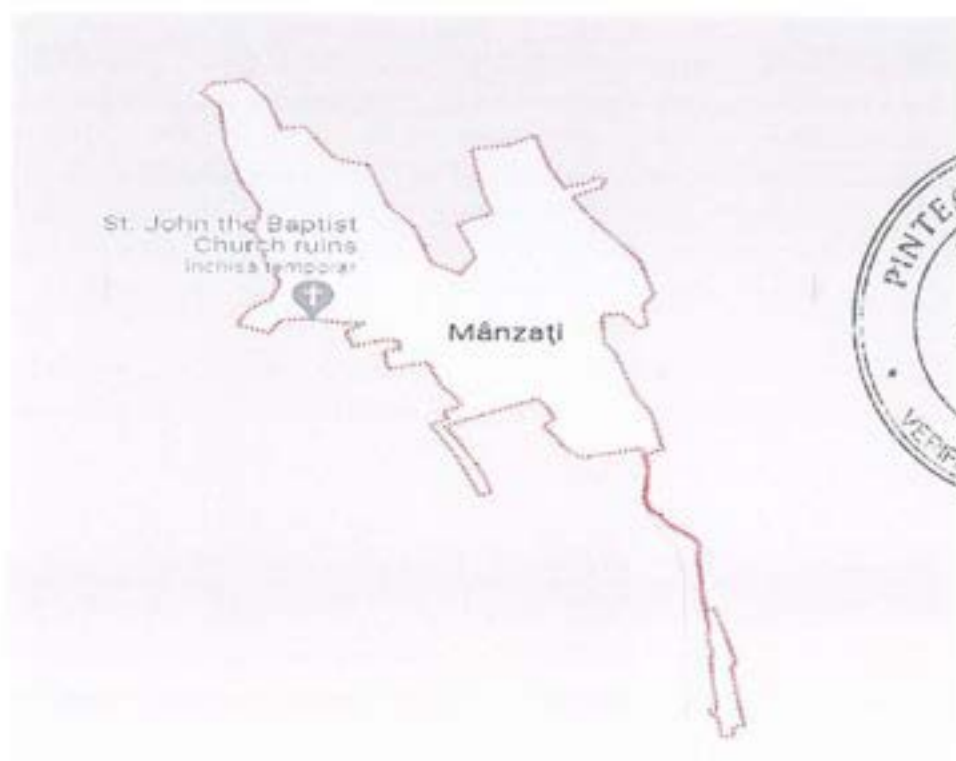 St. John the Baptist
Church ruins
Închisă temporar
Mânzați
PINTE
VERIF